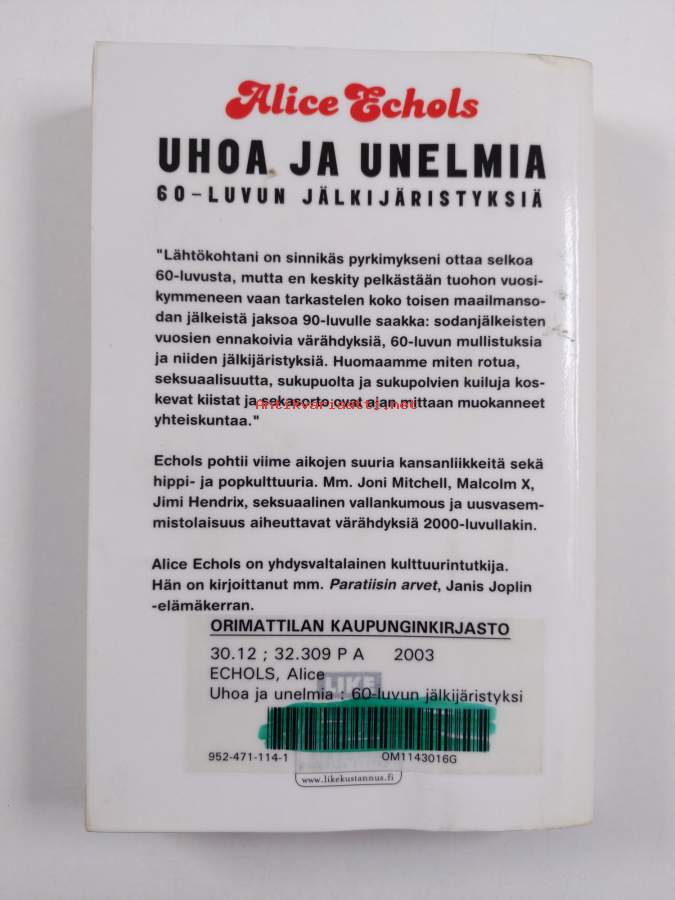 Alice Echols
UHOA JA UNELMIA
60-LUVUN JÄLKIJÄRISTYKSIÄ
"Lähtökohtani on sinnikäs pyrkimykseni ottaa selkoa
60-luvusta, mutta en keskity pelkästään tuohon vuosi-
kymmeneen vaan tarkastelen koko toisen maailmanso-
dan jälkeistä jaksoa 90-luvulle saakka: sodanjälkeisten
vuosien ennakoivia värähdyksiä, 60-luvun mullistuksia
ja niiden jälkijäristyksiä. Huomaamme miten rotua,
seksuaalisuutta, sukupuolta ja sukupolvien kuiluja kos-
kevat kiistat ja sekasorto ovat ajan mittaan muokanneet
Antikvariaatti.net
yhteiskuntaa."
Echols pohtii viime aikojen suuria kansanliikkeitä sekä
hippi- ja popkulttuuria. Mm. Joni Mitchell, Malcolm X,
Jimi Hendrix, seksuaalinen vallankumous ja uusvasem-
mistolaisuus aiheuttavat värähdyksiä 2000-luvullakin.
Alice Echols on yhdysvaltalainen kulttuurintutkija.
Hän on kirjoittanut mm. Paratiisin arvet, Janis Joplin
-elämäkerran.
ORIMATTILAN KAUPUNGINKIRJASTO
30.12 ; 32.309 P A 2003
ECHOLS, Alice
LIKE
Uhoa ja unelmia : 60-luvun jälkijäristyksi
952-471-114-1 OM1143016G
www.likekustannus.fi